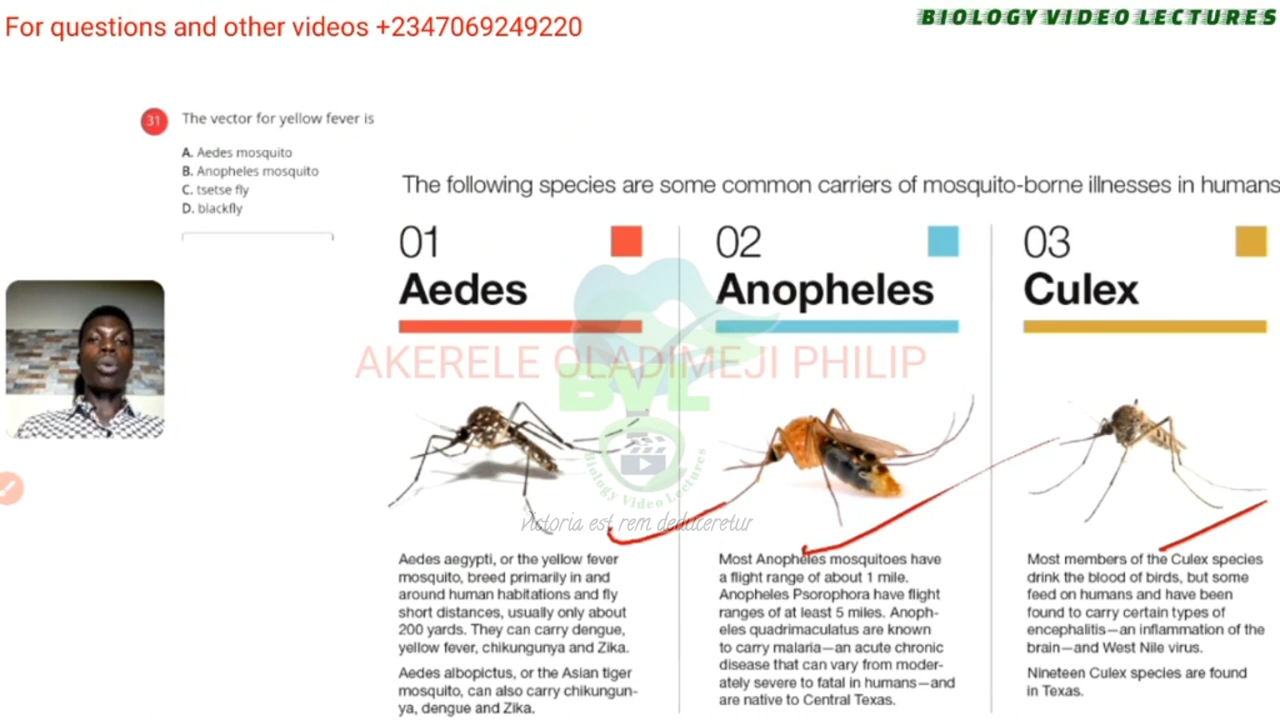 For questions and other videos +2347069249220
BIOLOGY VIDEO LECTURES
31 The vector for yellow fever is
A. Aedes mosquito
B. Anopheles mosquito
C. tsetse fly
D. blackfly
The following species are some common carriers of mosquito-borne illnesses in humans
01
Aedes
02
Anopheles
03
Culex
AKERELE OLADIMEJI PHILIP
BVL
Biology Video Lectures
victoria est rem deduceretur
Aedes aegypti, or the yellow fever
mosquito, breed primarily in and
around human habitations and fly
short distances, usually only about
200 yards. They can carry dengue,
yellow fever, chikungunya and Zika.
Aedes albopictus, or the Asian tiger
mosquito, can also carry chikungun-
ya, dengue and Zika.
Most Anopheles mosquitoes have
a flight range of about 1 mile.
Anopheles Psorophora have flight
ranges of at least 5 miles. Anoph-
eles quadrimaculatus are known
to carry malaria—an acute chronic
disease that can vary from moder-
ately severe to fatal in humans—and
are native to Central Texas.
Most members of the Culex species
drink the blood of birds, but some
feed on humans and have been
found to carry certain types of
encephalitis—an inflammation of the
brain—and West Nile virus.
Nineteen Culex species are found
in Texas.